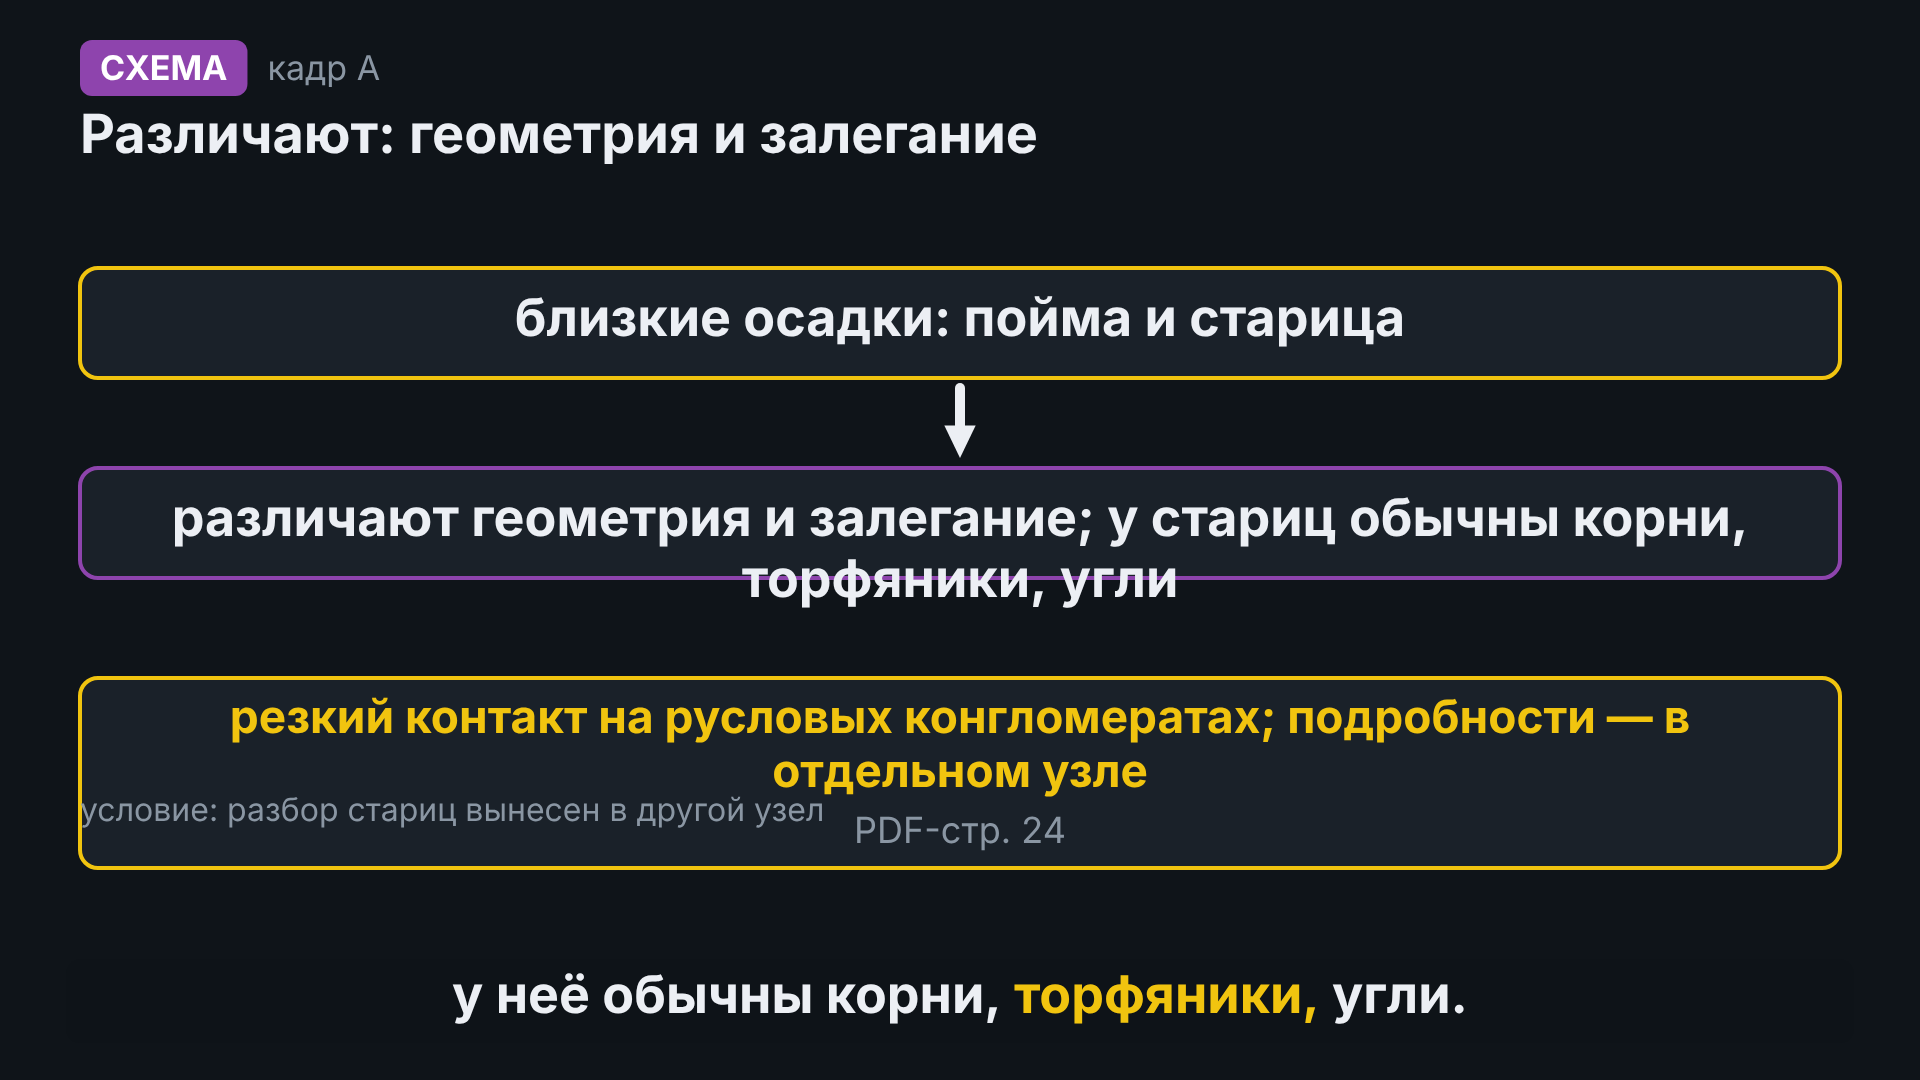 СХЕМА кадр А
Различают: геометрия и залегание
близкие осадки: пойма и старица
различают геометрия и залегание; у стариц обычны корни,
торфяники, угли
резкий контакт на русловых конгломератах; подробности — в
отдельном узле
условие: разбор стариц вынесен в другой узел
PDF-стр. 24
у неё обычны корни, торфяники, угли.